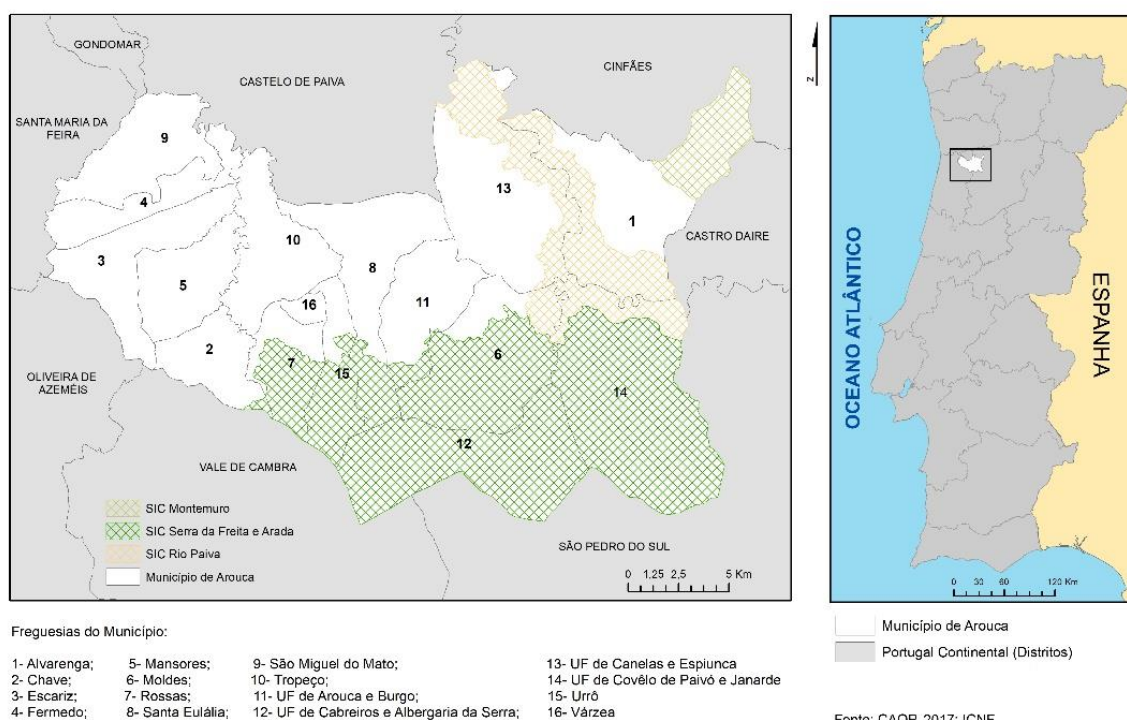 GONDOMAR
CASTELO DE PAIVA
CINFÃES
SANTA MARIA DA
FEIRA
9
4
13
1
3
10
CASTRO DAIRE
5
8
16
11
2
7
6
15
14
OLIVEIRA DE
AZEMÉIS
12
VALE DE CAMBRA
SÃO PEDRO DO SUL
SIC Montemuro
SIC Serra da Freita e Arada
SIC Rio Paiva
Município de Arouca
0 1,25 2,5 5 Km
N
OCEANO ATLÂNTICO
ESPANHA
0 30 60 120 Km
Município de Arouca
Portugal Continental (Distritos)
Freguesias do Município:
1- Alvarenga; 5- Mansores; 9- São Miguel do Mato; 13- UF de Canelas e Espiunca
2- Chave; 6- Moldes; 10- Tropeço; 14- UF de Covêlo de Paivó e Janarde
3- Escariz; 7- Rossas; 11- UF de Arouca e Burgo; 15- Urrô
4- Fermedo; 8- Santa Eulália; 12- UF de Cabreiros e Albergaria da Serra; 16- Várzea
Fonte: CAOP, 2017; ICNF